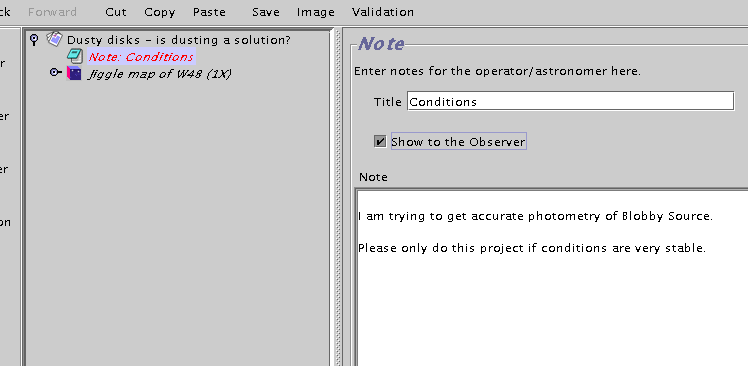 ck Forward Cut Copy Paste Save Image Validation
Dusty disks - is dusting a solution?
Note: Conditions
Jiggle map of W48 (1X)
r
er
er
on
Note
Enter notes for the operator/astronomer here.
Title Conditions
Show to the Observer
Note
I am trying to get accurate photometry of Blobby Source.
Please only do this project if conditions are very stable.